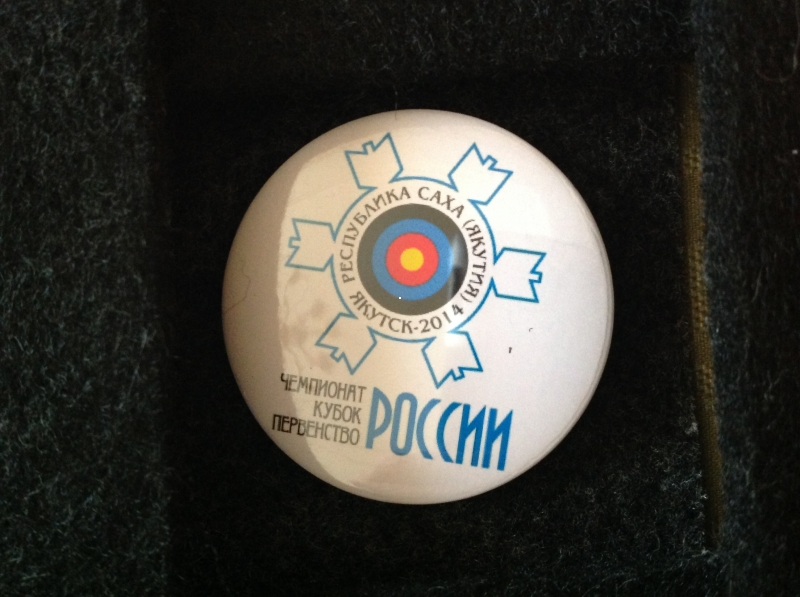 РЕСПУБЛИКА САХА (ЯКУТИЯ)
ЯКУТСК-2014
ЧЕМПИОНАТ
КУБОК
ПЕРВЕНСТВО
РОССИИ